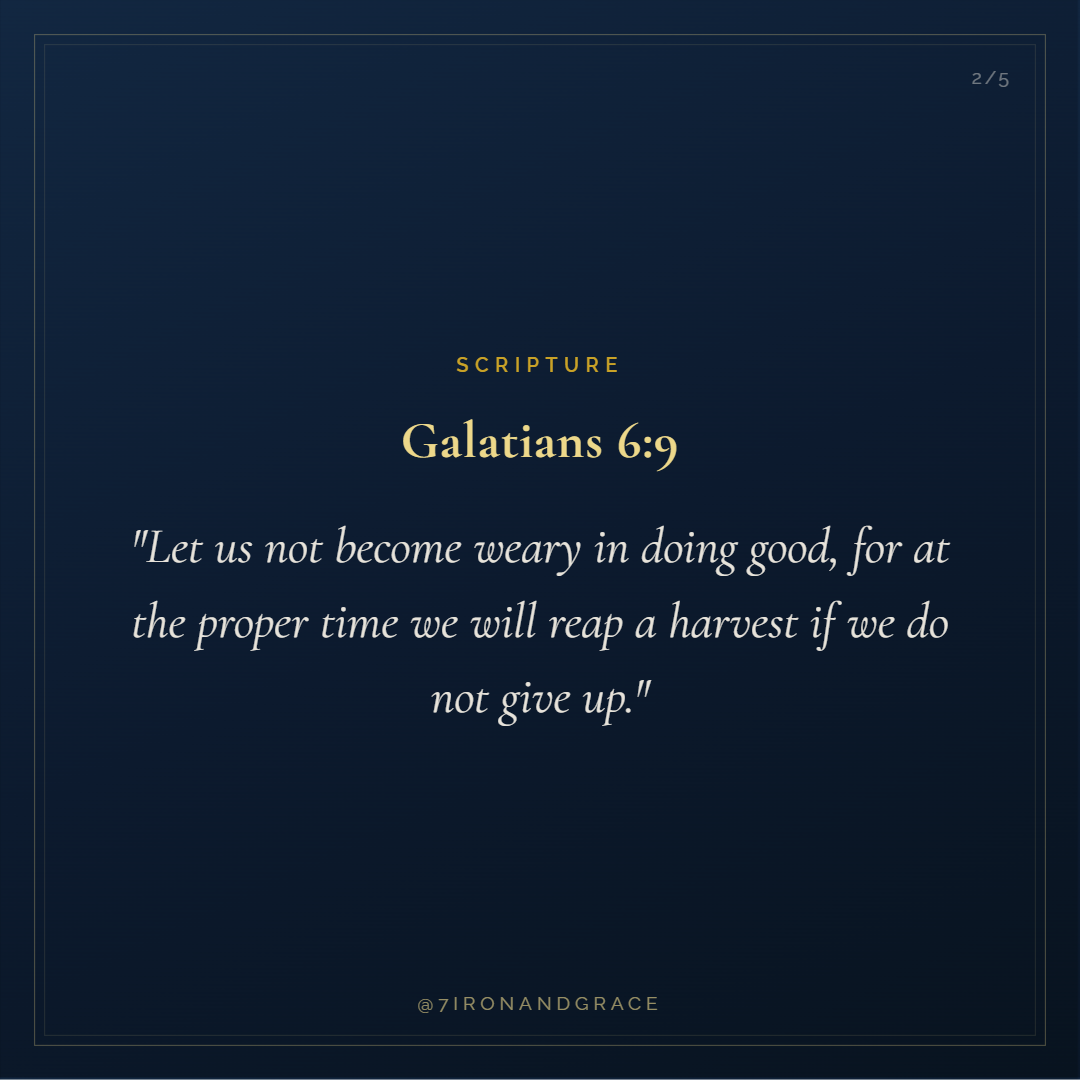 2/5
SCRIPTURE
Galatians 6:9
"Let us not become weary in doing good, for at
the proper time we will reap a harvest if we do
not give up."
@7IRONANDGRACE